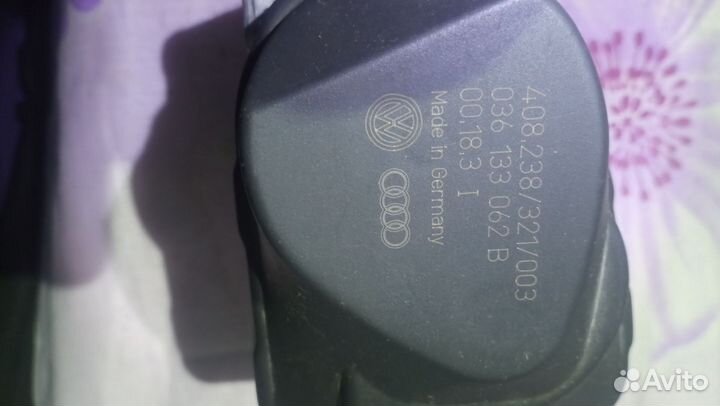 408.238/321/003
036 133 062 B
00.18.3 I
Made in Germany
Avito